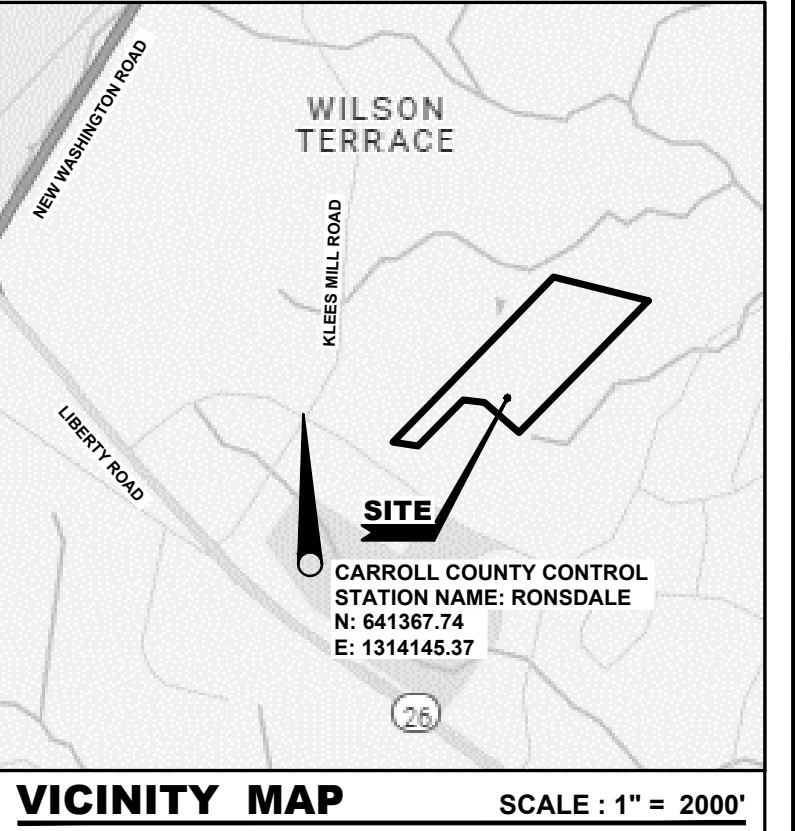 NEW WASHINGTON ROAD
WILSON
TERRACE
KLEES MILL ROAD
LIBERTY ROAD
SITE
CARROLL COUNTY CONTROL
STATION NAME: RONSDALE
N: 641367.74
E: 1314145.37
26
VICINITY MAP
SCALE : 1" = 2000'